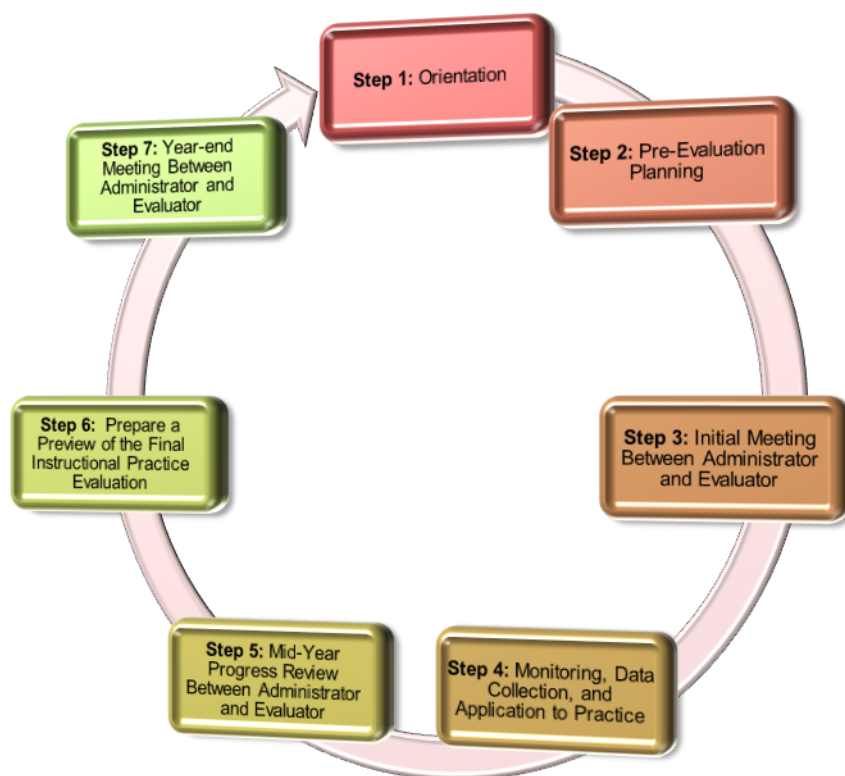 Step 1: Orientation
Step 2: Pre-Evaluation
Planning
Step 3: Initial Meeting
Between Administrator
and Evaluator
Step 4: Monitoring, Data
Collection, and
Application to Practice
Step 5: Mid-Year
Progress Review
Between Administrator
and Evaluator
Step 6: Prepare a
Preview of the Final
Instructional Practice
Evaluation
Step 7: Year-end
Meeting Between
Administrator and
Evaluator